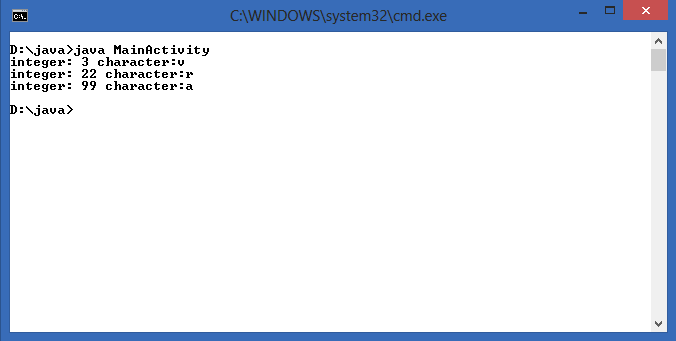 C:\WINDOWS\system32\cmd.exe
D:\java>java MainActivity
integer: 3 character:v
integer: 22 character:r
integer: 99 character:a
D:\java>